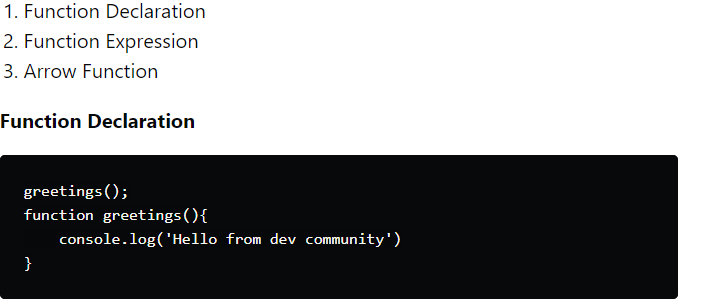 1. Function Declaration
2. Function Expression
3. Arrow Function
Function Declaration
greetings();
function greetings(){
    console.log('Hello from dev community')
}